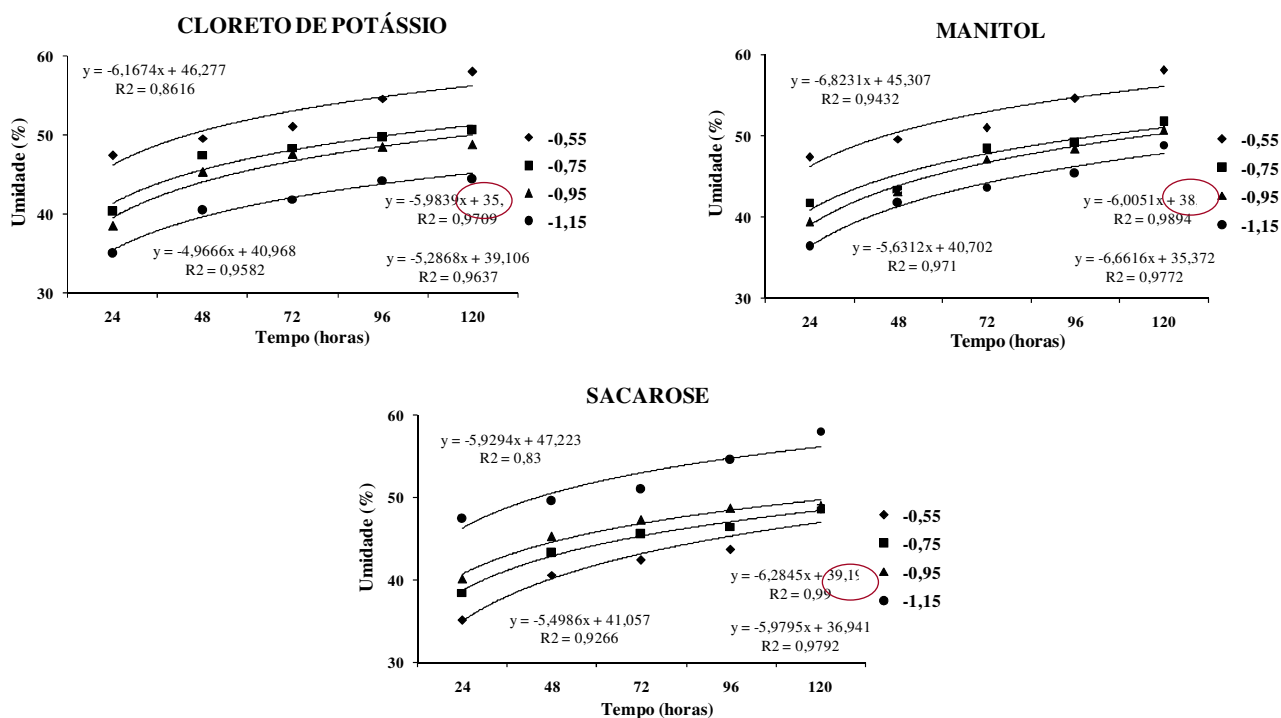 CLORETO DE POTÁSSIO
60
50
40
30
Umidade (%)
y = -6,1674x + 46,277
R2 = 0,8616
y = -5,9839x + 35,
R2 = 0,9709
y = -4,9666x + 40,968
R2 = 0,9582
y = -5,2868x + 39,106
R2 = 0,9637
24 48 72 96 120
Tempo (horas)
-0,55
-0,75
-0,95
-1,15
MANITOL
60
50
40
30
Umidade (%)
y = -6,8231x + 45,307
R2 = 0,9432
y = -6,0051x + 38
R2 = 0,9894
y = -5,6312x + 40,702
R2 = 0,971
y = -6,6616x + 35,372
R2 = 0,9772
24 48 72 96 120
Tempo (horas)
-0,55
-0,75
-0,95
-1,15
SACAROSE
60
50
40
30
Umidade (%)
y = -5,9294x + 47,223
R2 = 0,83
y = -6,2845x + 39,19
R2 = 0,99
y = -5,4986x + 41,057
R2 = 0,9266
y = -5,9795x + 36,941
R2 = 0,9792
24 48 72 96 120
Tempo (horas)
-0,55
-0,75
-0,95
-1,15